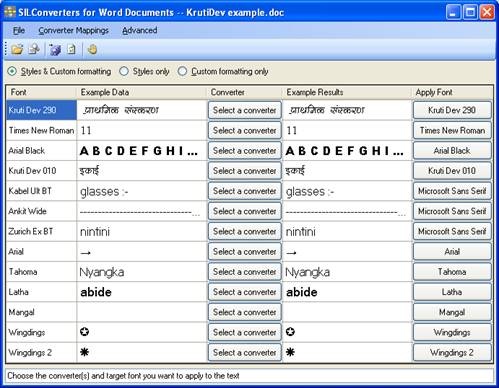 SILConverters for Word Documents -- KrutiDev example.doc
File Converter Mappings Advanced
Styles & Custom formatting Styles only Custom formatting only
Font Example Data Converter Example Results Apply Font
Kruti Dev 290 प्राथमिक संस्करण Select a converter प्राथमिक संस्करण Kruti Dev 290
Times New Roman 11 Select a converter 11 Times New Roman
Arial Black A B C D E F G H I ... Select a converter A B C D E F G H I ... Arial Black
Kruti Dev 010 इकाई Select a converter इकाई Kruti Dev 010
Kabel Ult BT glasses :- Select a converter glasses :- Microsoft Sans Serif
Ankit Wide -------------------------------... Select a converter -------------------------------... Microsoft Sans Serif
Zurich Ex BT nintini Select a converter nintini Microsoft Sans Serif
Arial → Select a converter → Arial
Tahoma Nyangka Select a converter Nyangka Tahoma
Latha abide Select a converter abide Latha
Mangal Select a converter Mangal
Wingdings ✪ Select a converter ✪ Wingdings
Wingdings 2 ✱ Select a converter ✱ Wingdings 2
Choose the converter(s) and target font you want to apply to the text